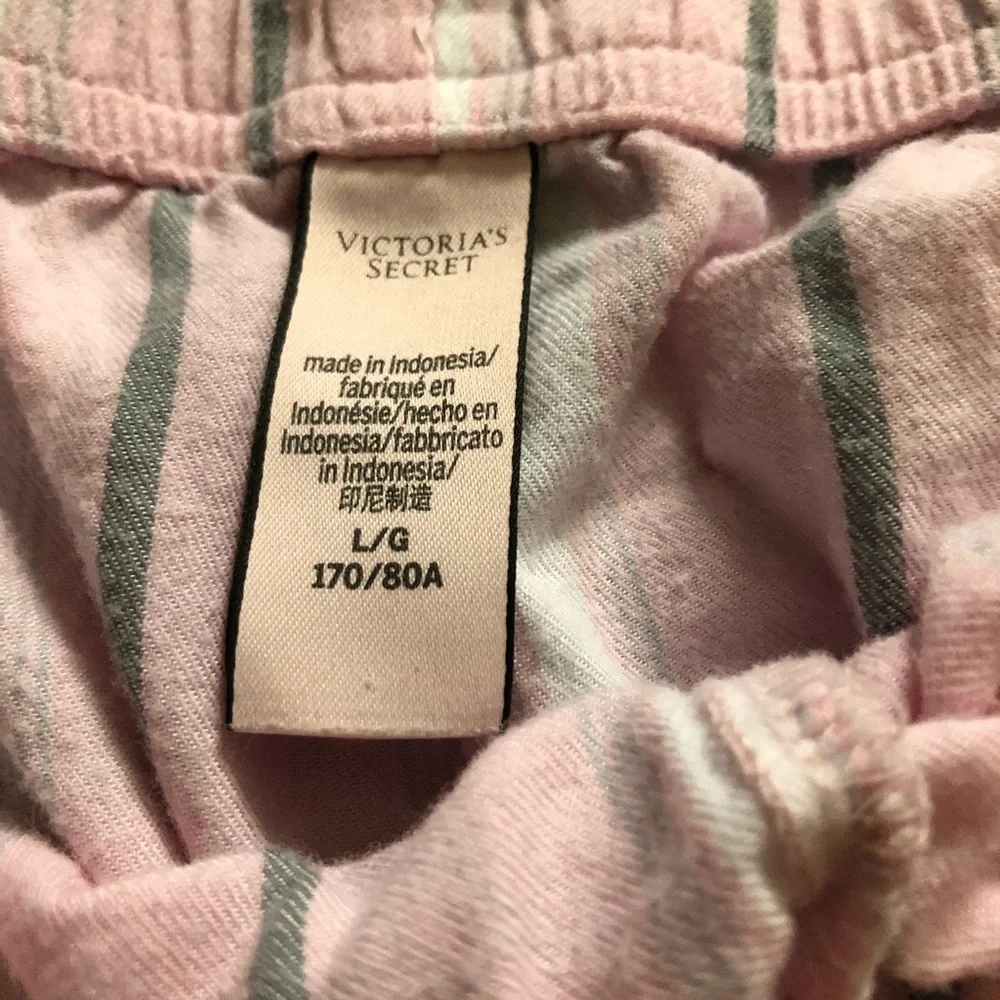 VICTORIA'S
SECRET
made in Indonesia/
fabriqué en
Indonésie/hecho en
Indonesia/fabbricato
in Indonesia/
印尼制造
L/G
170/80A